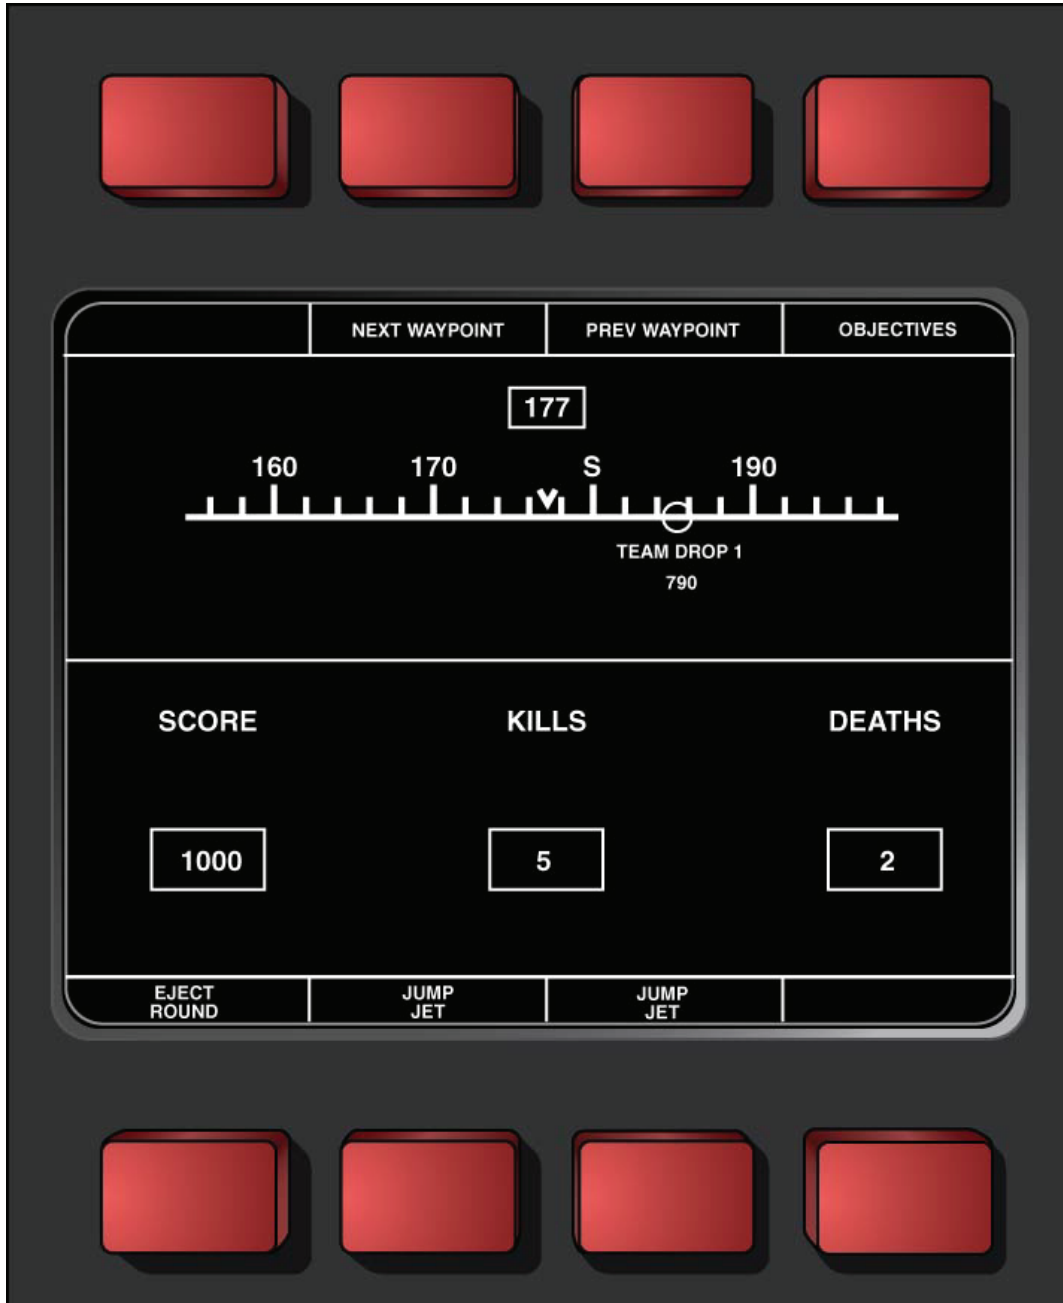 NEXT WAYPOINT
PREV WAYPOINT
OBJECTIVES
177
160 170 S 190
TEAM DROP 1
790
SCORE KILLS DEATHS
1000 5 2
EJECT
ROUND
JUMP
JET
JUMP
JET